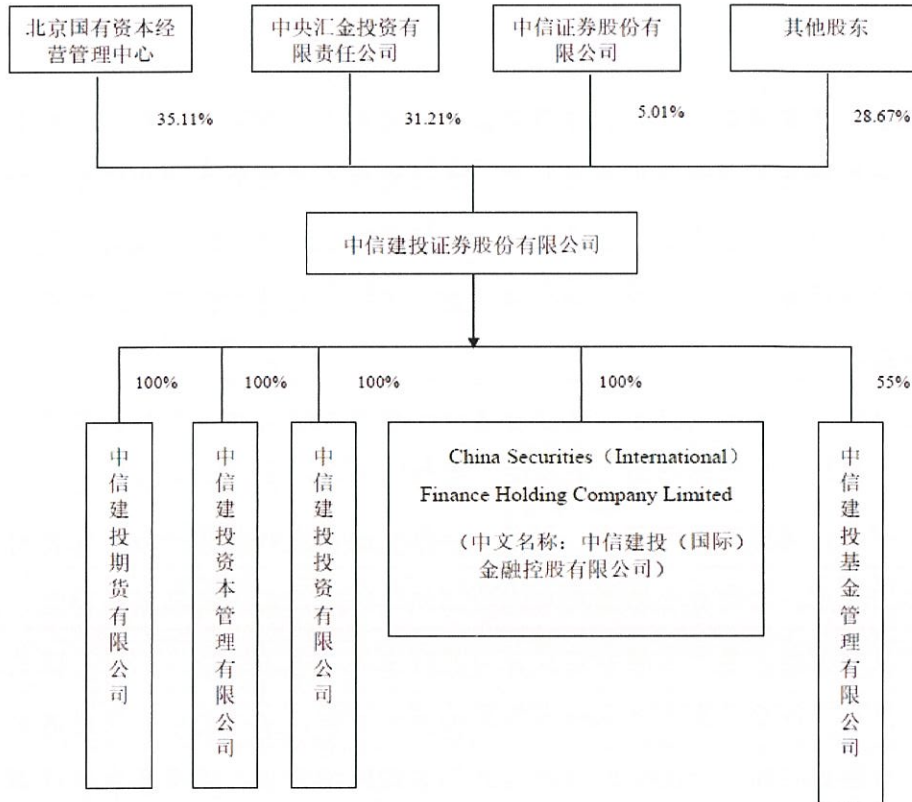 北京国有资本经
营管理中心
中央汇金投资有
限责任公司
中信证券股份有
限公司
其他股东
35.11%
31.21%
5.01%
28.67%
中信建投证券股份有限公司
100%
100%
100%
100%
55%
中信建投期货有限公司
中信建投资本管理有限公司
中信建投投资有限公司
China Securities（International）
Finance Holding Company Limited
（中文名称：中信建投（国际）
金融控股有限公司）
中信建投基金管理有限公司